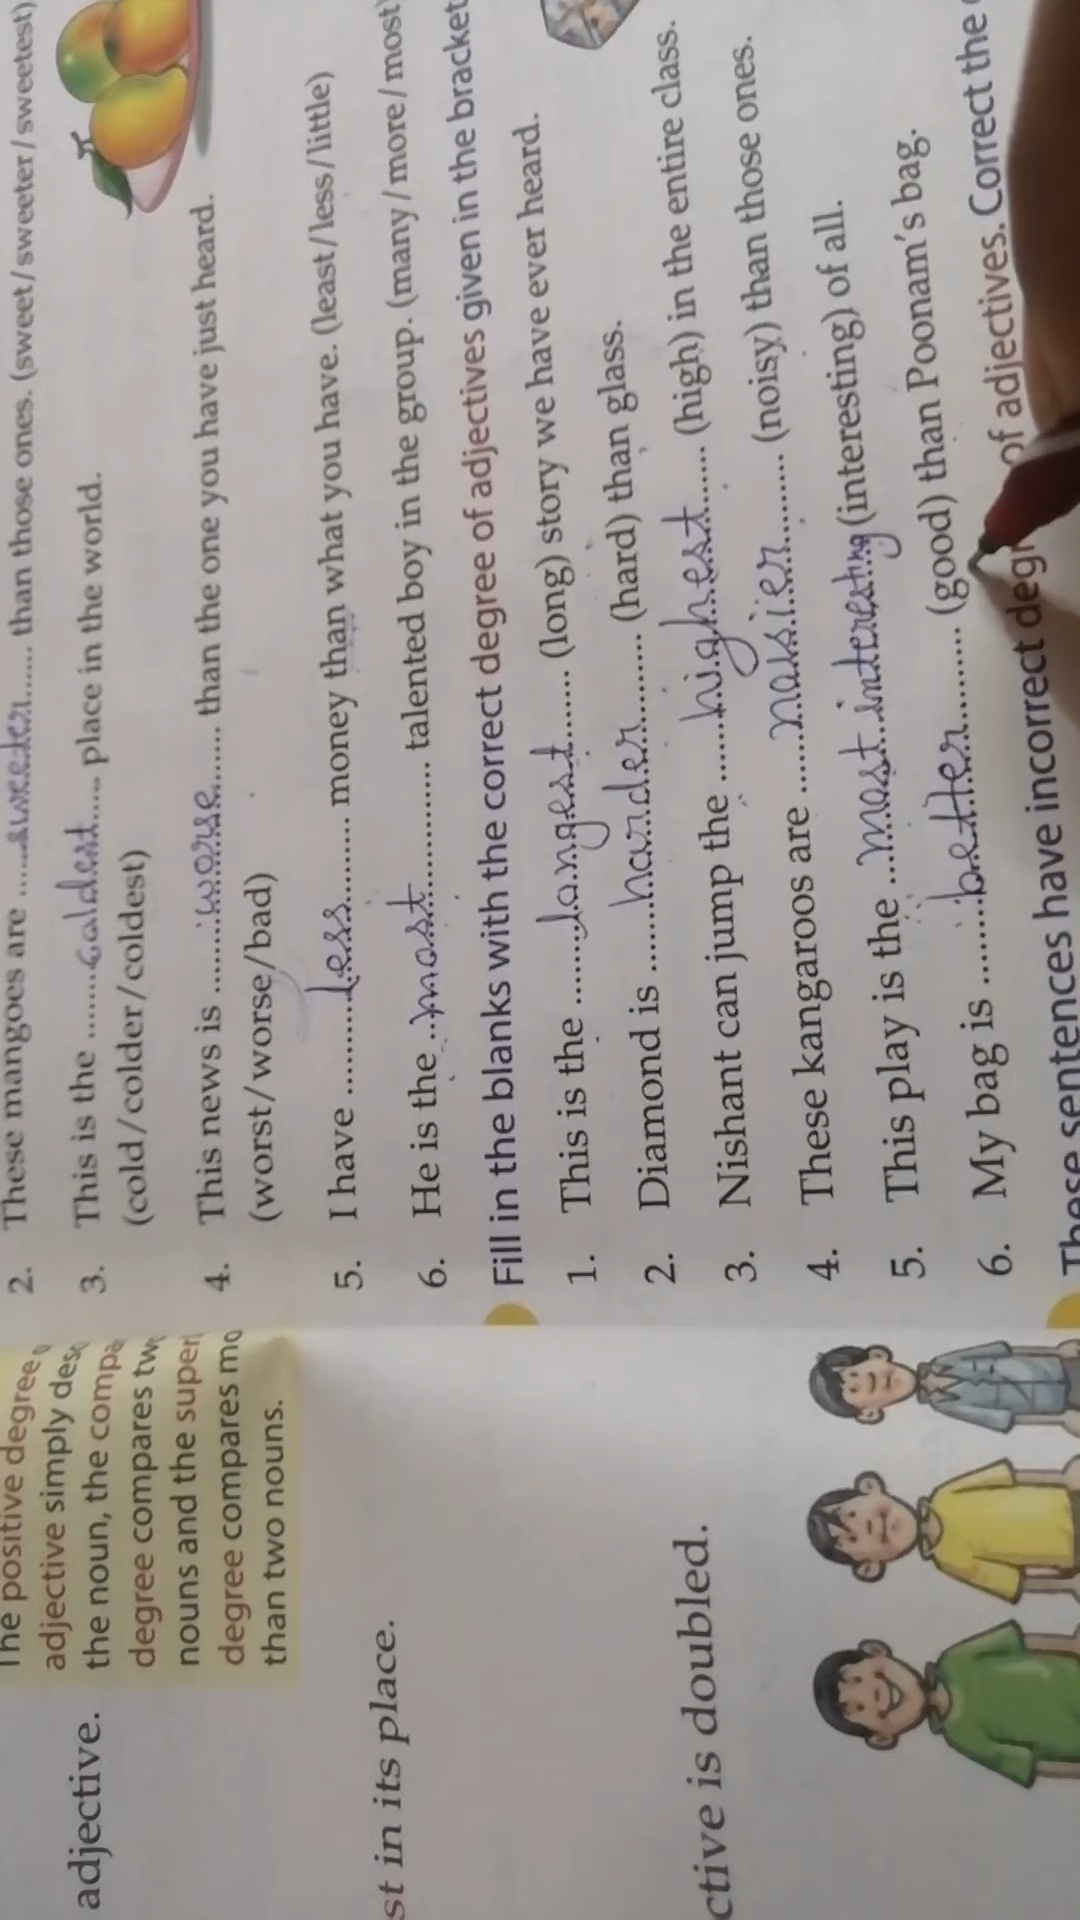 The positive degree
adjective simply
the noun, the
degree compares
nouns and the
degree compares
than two nouns.
adjective.
st in its place.
ctive is doubled.
2. These mangoes are ...sweeter... than those ones. (sweet/sweeter/sweetest)
3. This is the ...coldest... place in the world.
(cold/colder/coldest)
4. This news is ...worse... than the one you have just heard.
(worst/worse/bad)
5. I have ...less... money than what you have. (least/less/little)
6. He is the ...most... talented boy in the group. (many/more/most)
Fill in the blanks with the correct degree of adjectives given in the bracket
1. This is the ...longest... (long) story we have ever heard.
2. Diamond is ...harder... (hard) than glass.
3. Nishant can jump the ...highest... (high) in the entire class.
4. These kangaroos are ...noisier... (noisy) than those ones.
5. This play is the ...most interesting (interesting) of all.
6. My bag is ...better... (good) than Poonam's bag.
These sentences have incorrect of adjectives. Correct the